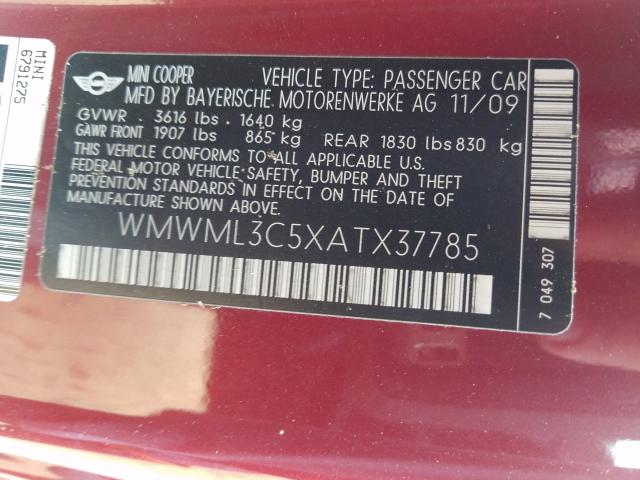 MINI
6791275
MINI COOPER VEHICLE TYPE: PASSENGER CAR
MFD BY BAYERISCHE MOTORENWERKE AG 11/09
GVWR 3616 lbs 1640 kg
GAWR FRONT 1907 lbs 865 kg REAR 1830 lbs 830 kg
THIS VEHICLE CONFORMS TO ALL APPLICABLE U.S.
FEDERAL MOTOR VEHICLE SAFETY, BUMPER AND THEFT
PREVENTION STANDARDS IN EFFECT ON THE DATE OF
MANUFACTURE SHOWN ABOVE.
WMWML3C5XATX37785
7 049 307